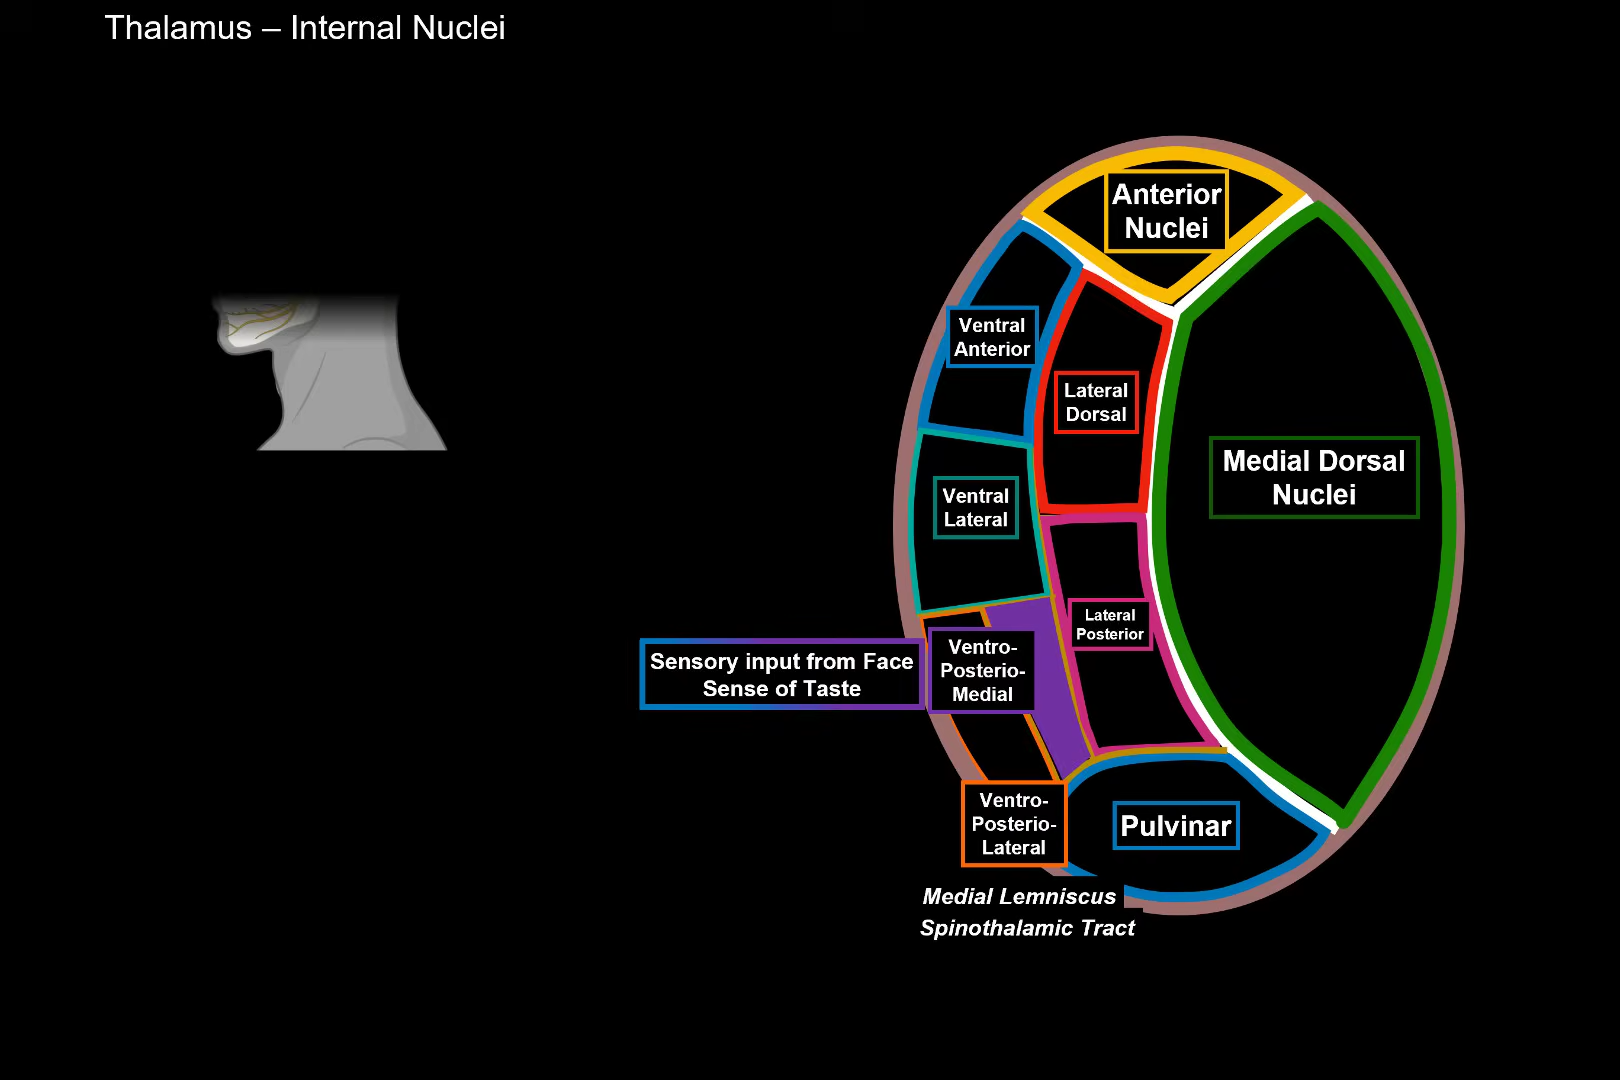 Thalamus – Internal Nuclei
Anterior
Nuclei
Ventral
Anterior
Lateral
Dorsal
Medial Dorsal
Nuclei
Ventral
Lateral
Lateral
Posterior
Sensory input from Face
Sense of Taste
Ventro-
Posterio-
Medial
Ventro-
Posterio-
Lateral
Pulvinar
Medial Lemniscus
Spinothalamic Tract